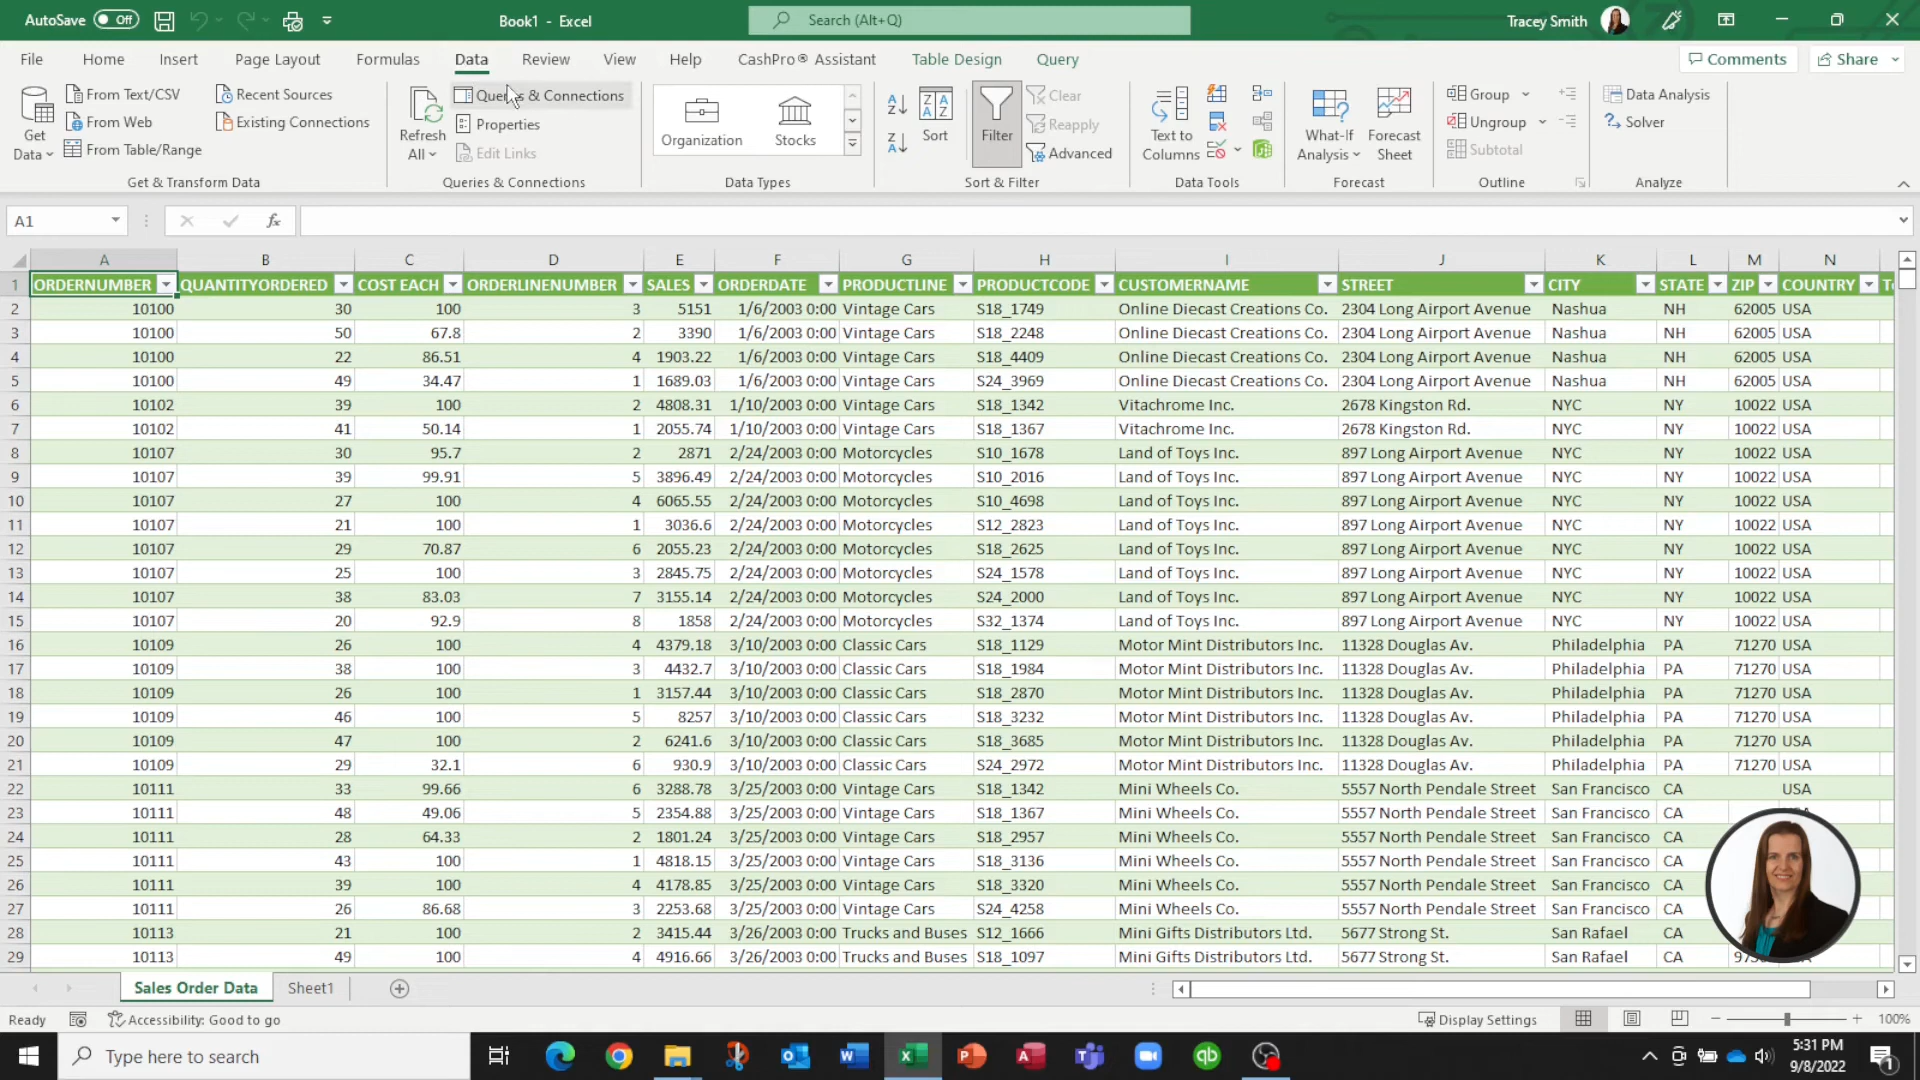 AutoSave Off Book1 - Excel Search (Alt+Q) Tracey Smith
File Home Insert Page Layout Formulas Data Review View Help CashPro® Assistant Table Design Query Comments Share
Get Data From Text/CSV Recent Sources Refresh All Queries & Connections Organization Stocks Sort Filter Clear Text to Columns What-If Analysis Forecast Sheet Group Data Analysis
From Web Existing Connections Properties Reapply Ungroup Solver
From Table/Range Edit Links Advanced Subtotal
Get & Transform Data Queries & Connections Data Types Sort & Filter Data Tools Forecast Outline Analyze
A1 fx
A B C D E F G H I J K L M N
1 ORDERNUMBER QUANTITYORDERED COST EACH ORDERLINENUMBER SALES ORDERDATE PRODUCTLINE PRODUCTCODE CUSTOMERNAME STREET CITY STATE ZIP COUNTRY
2 10100 30 100 3 5151 1/6/2003 0:00 Vintage Cars S18_1749 Online Diecast Creations Co. 2304 Long Airport Avenue Nashua NH 62005 USA
3 10100 50 67.8 2 3390 1/6/2003 0:00 Vintage Cars S18_2248 Online Diecast Creations Co. 2304 Long Airport Avenue Nashua NH 62005 USA
4 10100 22 86.51 4 1903.22 1/6/2003 0:00 Vintage Cars S18_4409 Online Diecast Creations Co. 2304 Long Airport Avenue Nashua NH 62005 USA
5 10100 49 34.47 1 1689.03 1/6/2003 0:00 Vintage Cars S24_3969 Online Diecast Creations Co. 2304 Long Airport Avenue Nashua NH 62005 USA
6 10102 39 100 2 4808.31 1/10/2003 0:00 Vintage Cars S18_1342 Vitachrome Inc. 2678 Kingston Rd. NYC NY 10022 USA
7 10102 41 50.14 1 2055.74 1/10/2003 0:00 Vintage Cars S18_1367 Vitachrome Inc. 2678 Kingston Rd. NYC NY 10022 USA
8 10107 30 95.7 2 2871 2/24/2003 0:00 Motorcycles S10_1678 Land of Toys Inc. 897 Long Airport Avenue NYC NY 10022 USA
9 10107 39 99.91 5 3896.49 2/24/2003 0:00 Motorcycles S10_2016 Land of Toys Inc. 897 Long Airport Avenue NYC NY 10022 USA
10 10107 27 100 4 6065.55 2/24/2003 0:00 Motorcycles S10_4698 Land of Toys Inc. 897 Long Airport Avenue NYC NY 10022 USA
11 10107 21 100 1 3036.6 2/24/2003 0:00 Motorcycles S12_2823 Land of Toys Inc. 897 Long Airport Avenue NYC NY 10022 USA
12 10107 29 70.87 6 2055.23 2/24/2003 0:00 Motorcycles S18_2625 Land of Toys Inc. 897 Long Airport Avenue NYC NY 10022 USA
13 10107 25 100 3 2845.75 2/24/2003 0:00 Motorcycles S24_1578 Land of Toys Inc. 897 Long Airport Avenue NYC NY 10022 USA
14 10107 38 83.03 7 3155.14 2/24/2003 0:00 Motorcycles S24_2000 Land of Toys Inc. 897 Long Airport Avenue NYC NY 10022 USA
15 10107 20 92.9 8 1858 2/24/2003 0:00 Motorcycles S32_1374 Land of Toys Inc. 897 Long Airport Avenue NYC NY 10022 USA
16 10109 26 100 4 4379.18 3/10/2003 0:00 Classic Cars S18_1129 Motor Mint Distributors Inc. 11328 Douglas Av. Philadelphia PA 71270 USA
17 10109 38 100 3 4432.7 3/10/2003 0:00 Classic Cars S18_1984 Motor Mint Distributors Inc. 11328 Douglas Av. Philadelphia PA 71270 USA
18 10109 26 100 1 3157.44 3/10/2003 0:00 Classic Cars S18_2870 Motor Mint Distributors Inc. 11328 Douglas Av. Philadelphia PA 71270 USA
19 10109 46 100 5 8257 3/10/2003 0:00 Classic Cars S18_3232 Motor Mint Distributors Inc. 11328 Douglas Av. Philadelphia PA 71270 USA
20 10109 47 100 2 6241.6 3/10/2003 0:00 Classic Cars S18_3685 Motor Mint Distributors Inc. 11328 Douglas Av. Philadelphia PA 71270 USA
21 10109 29 32.1 6 930.9 3/10/2003 0:00 Classic Cars S24_2972 Motor Mint Distributors Inc. 11328 Douglas Av. Philadelphia PA 71270 USA
22 10111 33 99.66 6 3288.78 3/25/2003 0:00 Vintage Cars S18_1342 Mini Wheels Co. 5557 North Pendale Street San Francisco CA USA
23 10111 48 49.06 5 2354.88 3/25/2003 0:00 Vintage Cars S18_1367 Mini Wheels Co. 5557 North Pendale Street San Francisco CA
24 10111 28 64.33 2 1801.24 3/25/2003 0:00 Vintage Cars S18_2957 Mini Wheels Co. 5557 North Pendale Street San Francisco CA
25 10111 43 100 1 4818.15 3/25/2003 0:00 Vintage Cars S18_3136 Mini Wheels Co. 5557 North Pendale Street San Francisco CA
26 10111 39 100 4 4178.85 3/25/2003 0:00 Vintage Cars S18_3320 Mini Wheels Co. 5557 North Pendale Street San Francisco CA
27 10111 26 86.68 3 2253.68 3/25/2003 0:00 Vintage Cars S24_4258 Mini Wheels Co. 5557 North Pendale Street San Francisco CA
28 10113 21 100 2 3415.44 3/26/2003 0:00 Trucks and Buses S12_1666 Mini Gifts Distributors Ltd. 5677 Strong St. San Rafael CA
29 10113 49 100 4 4916.66 3/26/2003 0:00 Trucks and Buses S18_1097 Mini Gifts Distributors Ltd. 5677 Strong St. San Rafael CA
Sales Order Data Sheet1
Ready Accessibility: Good to go Display Settings 100%
Type here to search 5:31 PM
9/8/2022 1